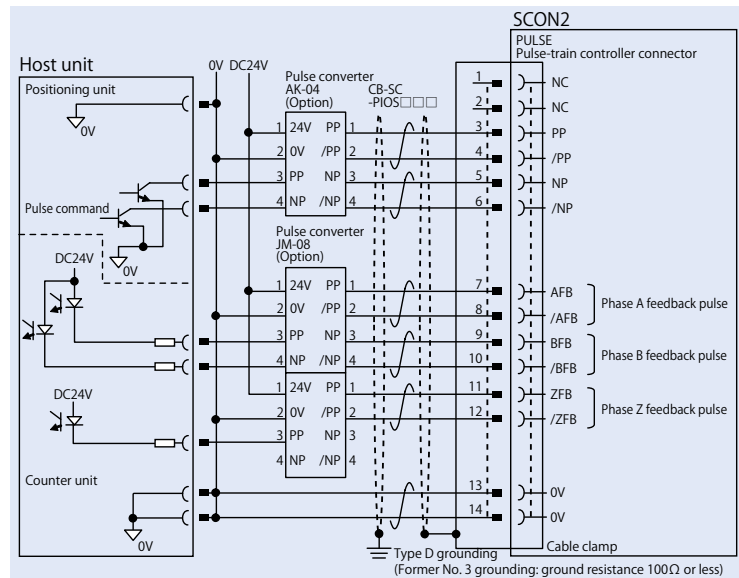 SCON2
PULSE
Pulse-train controller connector
Host unit
Positioning unit
0V
0V DC24V
Pulse converter
AK-04
(Option)
CB-SC
-PIOS□□□
1 24V PP 1
2 0V /PP 2
3 PP NP 3
4 NP /NP 4
Pulse command
0V
DC24V
Pulse converter
JM-08
(Option)
1 24V PP 1
2 0V /PP 2
3 PP NP 3
4 NP /NP 4
1 24V PP 1
2 0V /PP 2
3 PP NP 3
4 NP /NP 4
DC24V
Counter unit
0V
1 NC
2 NC
3 PP
4 /PP
5 NP
6 /NP
7 AFB
8 /AFB
Phase A feedback pulse
9 BFB
10 /BFB
Phase B feedback pulse
11 ZFB
12 /ZFB
Phase Z feedback pulse
13 0V
14 0V
Cable clamp
Type D grounding
(Former No. 3 grounding: ground resistance 100Ω or less)